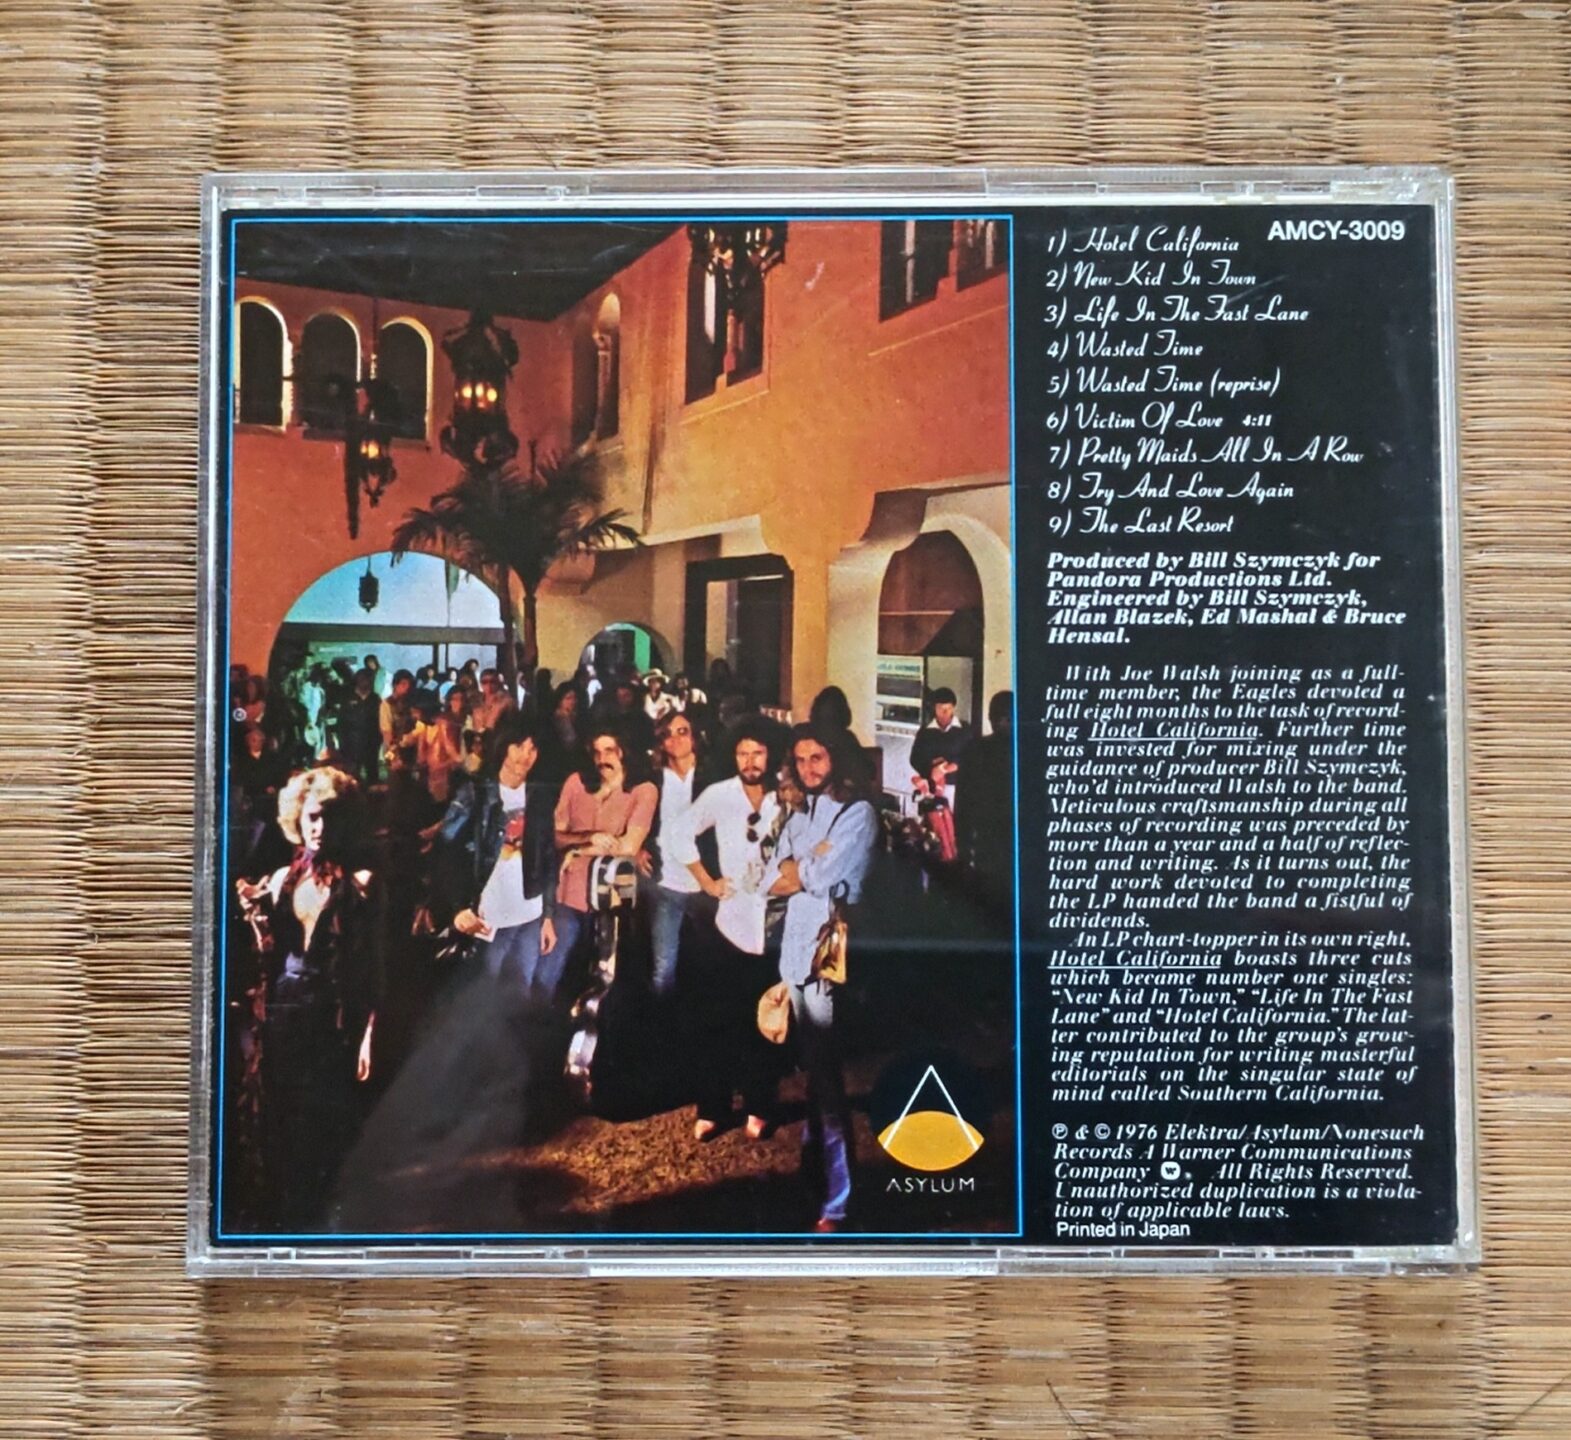 AMCY-3009
1) Hotel California
2) New Kid In Town
3) Life In The Fast Lane
4) Wasted Time
5) Wasted Time (reprise)
6) Victim Of Love 4:11
7) Pretty Maids All In A Row
8) Try And Love Again
9) The Last Resort
Produced by Bill Szymczyk for
Pandora Productions Ltd.
Engineered by Bill Szymczyk,
Allan Blazek, Ed Mashal & Bruce
Hensal.
With Joe Walsh joining as a full-
time member, the Eagles devoted a
full eight months to the task of record-
ing Hotel California. Further time
was invested for mixing under the
guidance of producer Bill Szymczyk,
who'd introduced Walsh to the band.
Meticulous craftsmanship during all
phases of recording was preceded by
more than a year and a half of reflec-
tion and writing. As it turns out, the
hard work devoted to completing
the LP handed the band a fistful of
dividends.
An LP chart-topper in its own right,
Hotel California boasts three cuts
which became number one singles:
"New Kid In Town," "Life In The Fast
Lane" and "Hotel California." The lat-
ter contributed to the group's grow-
ing reputation for writing masterful
editorials on the singular state of
mind called Southern California.
℗ & © 1976 Elektra/Asylum/Nonesuch
Records A Warner Communications
Company W. All Rights Reserved.
Unauthorized duplication is a viola-
tion of applicable laws.
Printed in Japan
ASYLUM